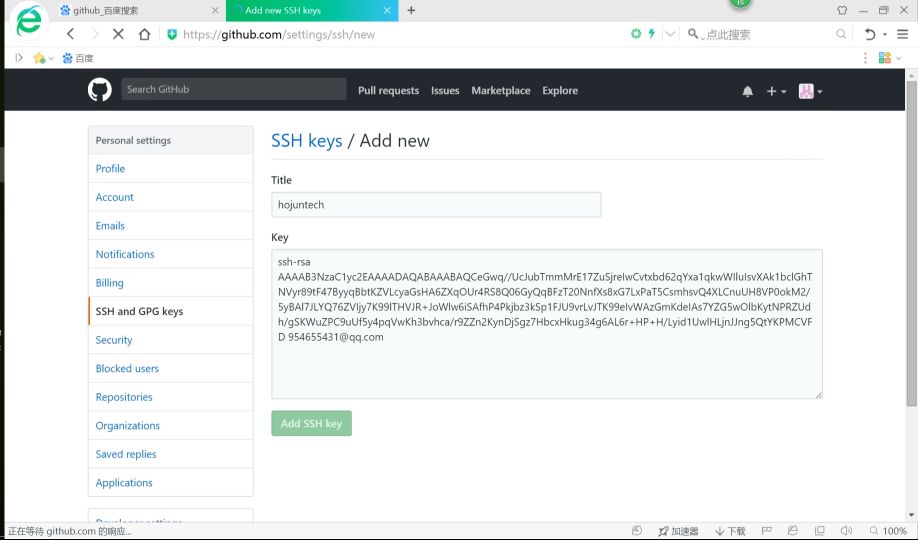 github_百度搜索
Add new SSH keys
https://github.com/settings/ssh/new
点此搜索
百度
Search GitHub
Pull requests Issues Marketplace Explore
Personal settings
Profile
Account
Emails
Notifications
Billing
SSH and GPG keys
Security
Blocked users
Repositories
Organizations
Saved replies
Applications
Developer settings
SSH keys / Add new
Title
hojuntech
Key
ssh-rsa
AAAAB3NzaC1yc2EAAAADAQABAAABAQCeGwq//UcJubTmmMrE17ZuSjreIwCvtxbd62qYxa1qkwWIluIsvXAk1bclGhT
NVyr89tF47ByyqBbtKZVLcyaGsHA6ZXqOUr4RS8Q06GyQqBFzT20NnfXs8xG7LxPaT5CsmhsvQ4XLCnuUH8VP0okM2/
5yBAl7JLYQ76ZVIjy7K99lTHVJR+JoWlw6iSAfhP4Pkjbz3kSp1FJU9vrLvJTK99eIvWAzGmKdeIAs7YZG5wOlbKytNPRZUd
h/gSKWuZPC9uUf5y4pqVwKh3bvhca/r9ZZn2KynDjSgz7HbcxHkug34g6AL6r+HP+H/Lyid1UwlHLjnJJng5QtYKPMCVF
D 954655431@qq.com
Add SSH key
正在等待 github.com 的响应...
加速器
下载
100%